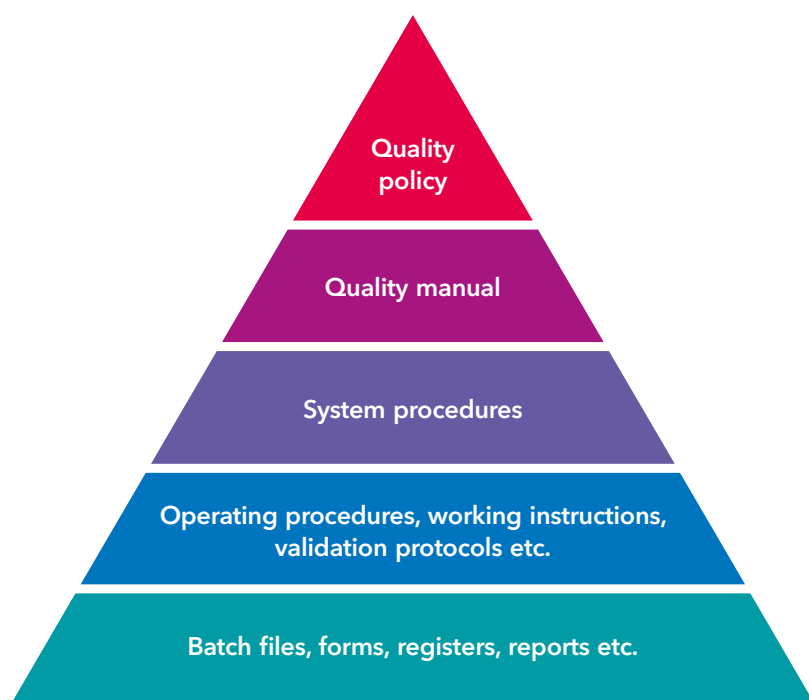 Quality
policy
Quality manual
System procedures
Operating procedures, working instructions,
validation protocols etc.
Batch files, forms, registers, reports etc.